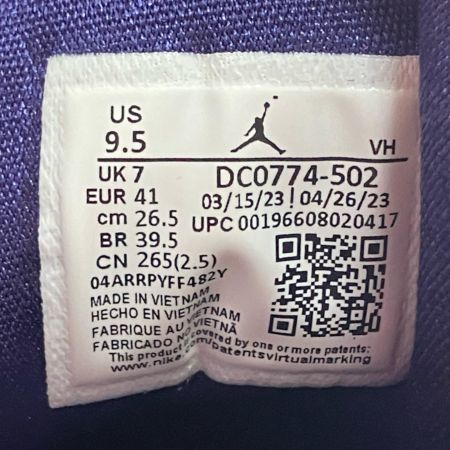 US
9.5
VH
UK 7
DC0774-502
EUR 41
03/15/23 | 04/26/23
cm 26.5
UPC 00196608020417
BR 39.5
CN 265(2.5)
04ARRPYFF482Y
MADE IN VIETNAM
HECHO EN VIETNAM
FABRIQUE AU VIETNAM
FABRICADO NO VIETNÃ
This product may be covered by one or more patents:
www.nike.com/patentsvirtualmarking